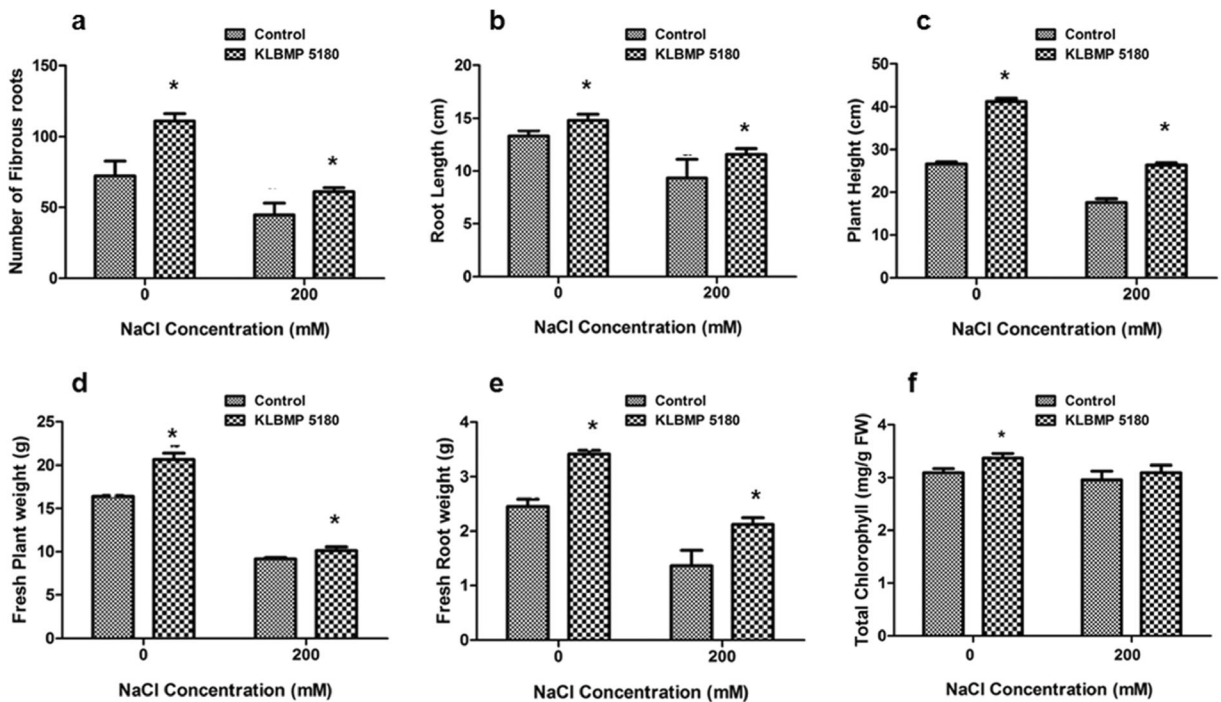 a
Control
KLBMP 5180
Number of Fibrous roots
150
100
50
0
*
*
0
200
NaCl Concentration (mM)
b
Control
KLBMP 5180
Root Length (cm)
20
15
10
5
0
*
*
0
200
NaCl Concentration (mM)
c
Control
KLBMP 5180
Plant Height (cm)
60
40
30
20
10
0
*
*
0
200
NaCl Concentration (mM)
d
Control
KLBMP 5180
Fresh Plant weight (g)
25
20
15
10
5
0
*
*
0
200
NaCl Concentration (mM)
e
Control
KLBMP 5180
Fresh Root weight (g)
4
3
2
1
0
*
*
0
200
NaCl Concentration (mM)
f
Control
KLBMP 5180
Total Chlorophyll (mg/g FW)
4
3
1
0
*
0
200
NaCl Concentration (mM)